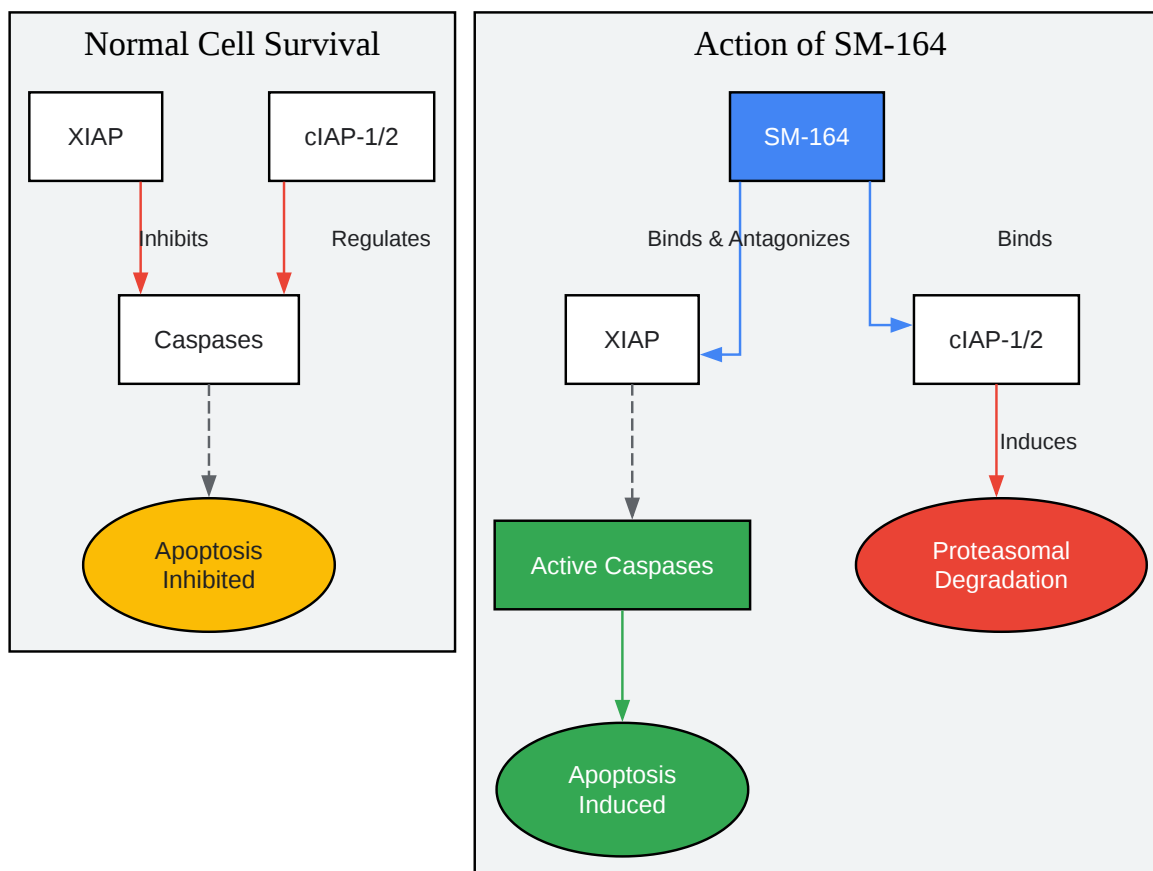 Normal Cell Survival
XIAP
cIAP-1/2
Inhibits
Regulates
Caspases
Apoptosis
Inhibited
Action of SM-164
SM-164
Binds & Antagonizes
Binds
XIAP
cIAP-1/2
Induces
Active Caspases
Proteasomal
Degradation
Apoptosis
Induced